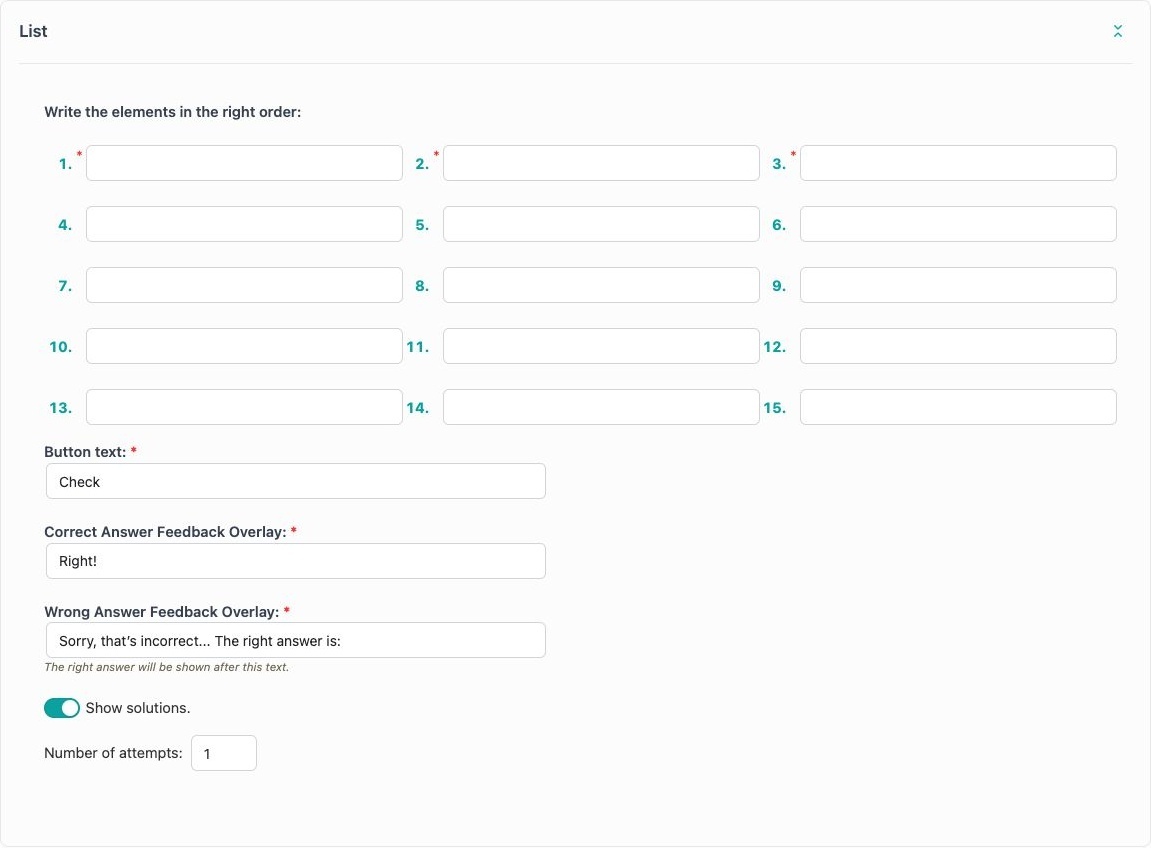 List
Write the elements in the right order:
1. * 2. * 3. *
4. 5. 6.
7. 8. 9.
10. 11. 12.
13. 14. 15.
Button text: *
Check
Correct Answer Feedback Overlay: *
Right!
Wrong Answer Feedback Overlay: *
Sorry, that's incorrect... The right answer is:
The right answer will be shown after this text.
Show solutions.
Number of attempts: 1